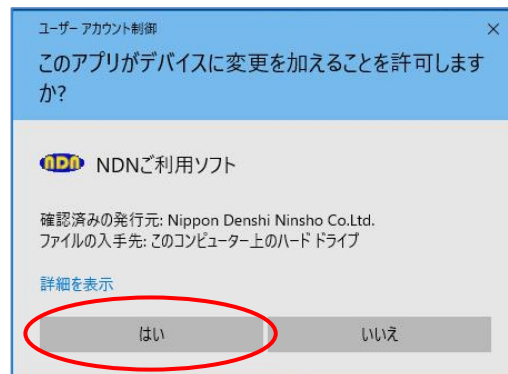 ユーザー アカウント制御
×
このアプリがデバイスに変更を加えることを許可します
か?
NDN NDNご利用ソフト
確認済みの発行元: Nippon Denshi Ninsho Co.Ltd.
ファイルの入手先: このコンピューター上のハード ドライブ
詳細を表示
はい いいえ